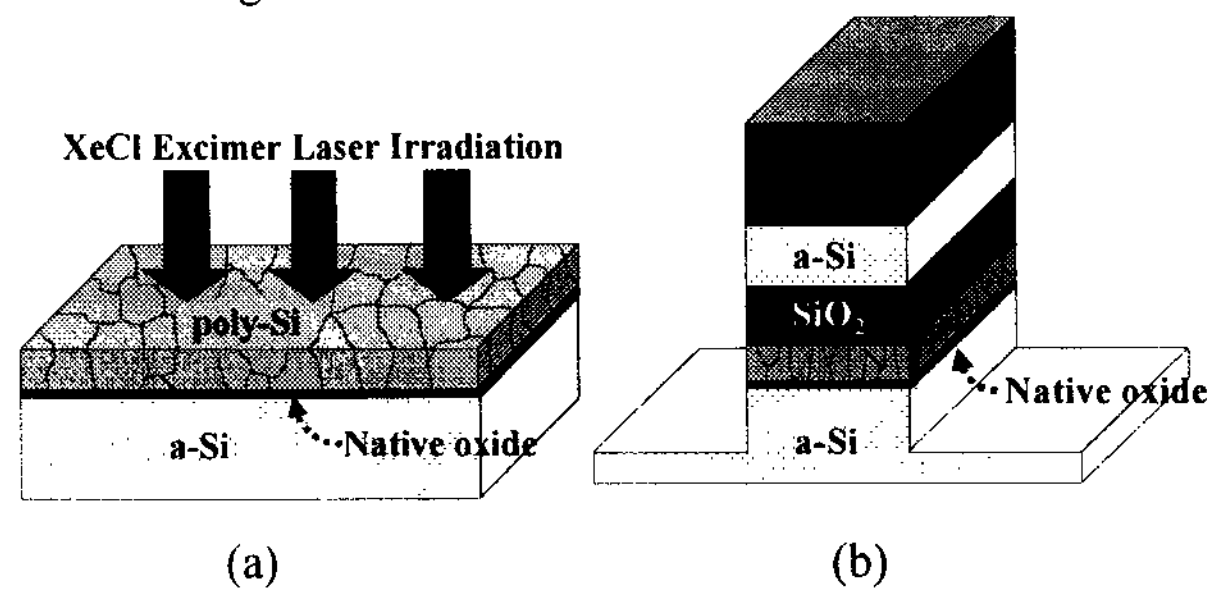 XeCl Excimer Laser Irradiation
poly-Si
a-Si
Native oxide
(a)
a-Si
SiO₂
Native oxide
a-Si
(b)